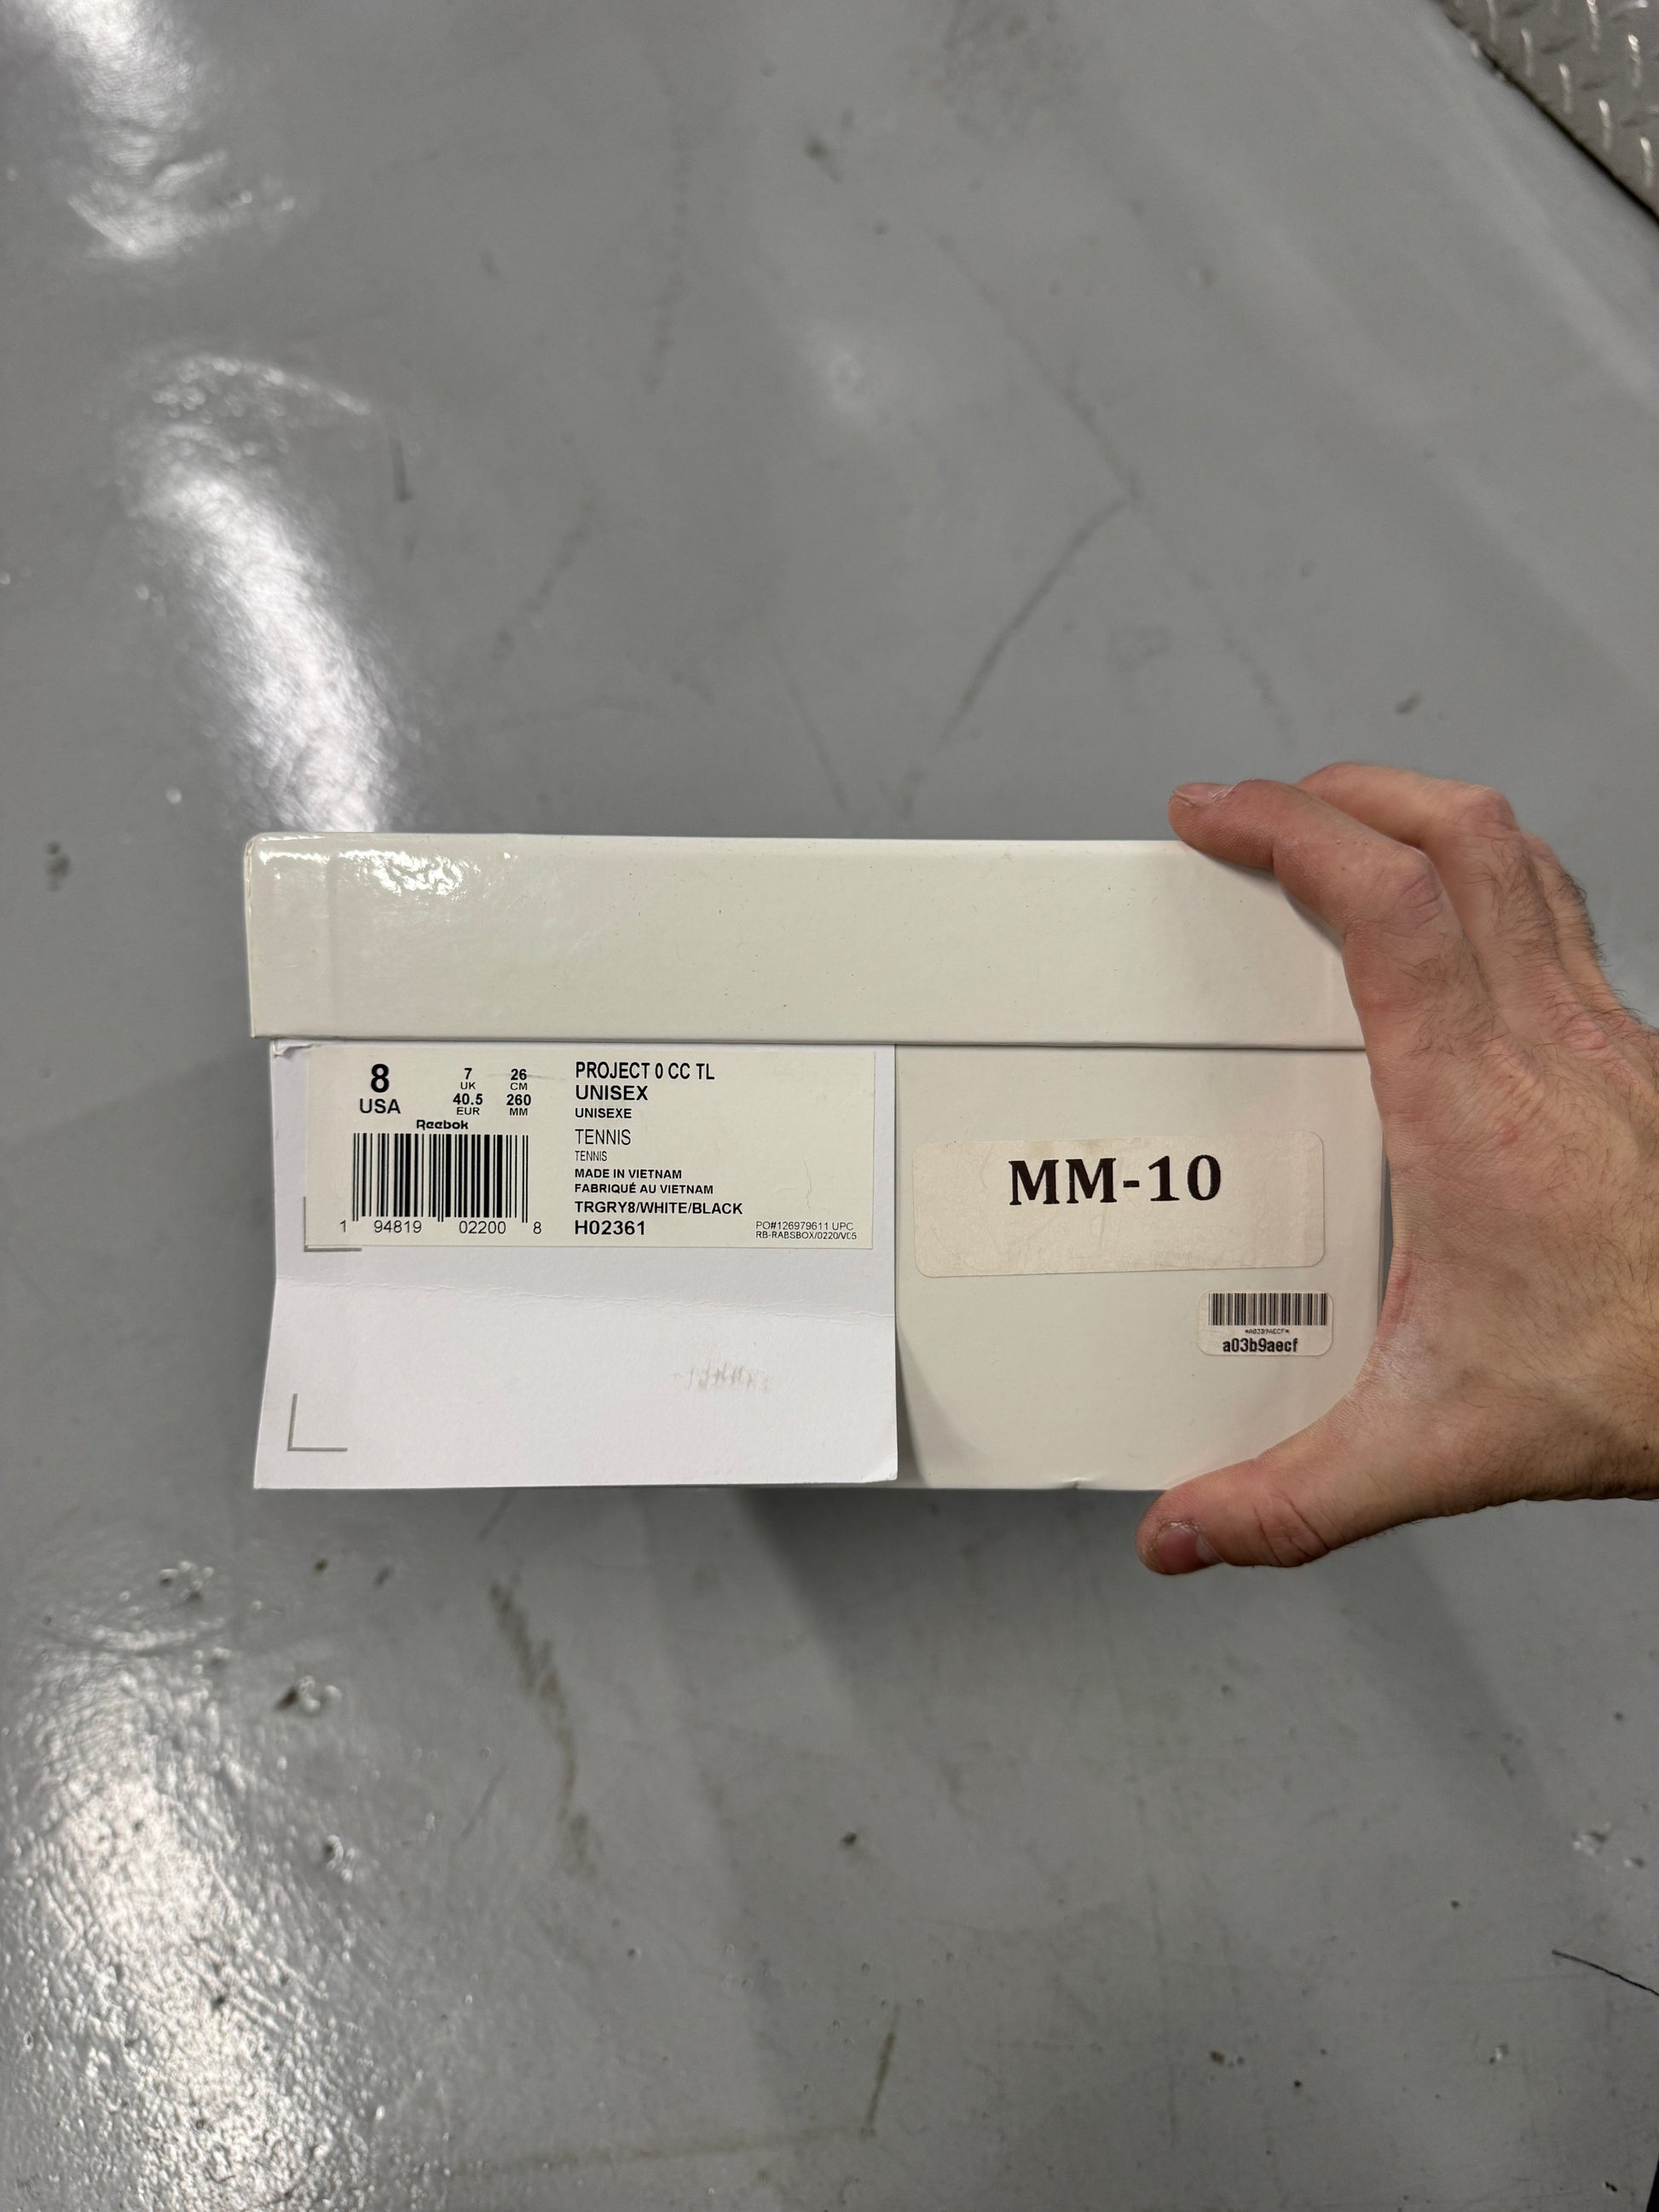 8
USA
7
UK
40.5
EUR
26
CM
260
MM
Reebok
1 94819 02200 8
PROJECT 0 CC TL
UNISEX
UNISEXE
TENNIS
TENNIS
MADE IN VIETNAM
FABRIQUÉ AU VIETNAM
TRGRY8/WHITE/BLACK
H02361
PO#126979611 UPC
RB-RABSBOX/0220/V05
MM-10
*A03B9AECF*
a03b9aecf